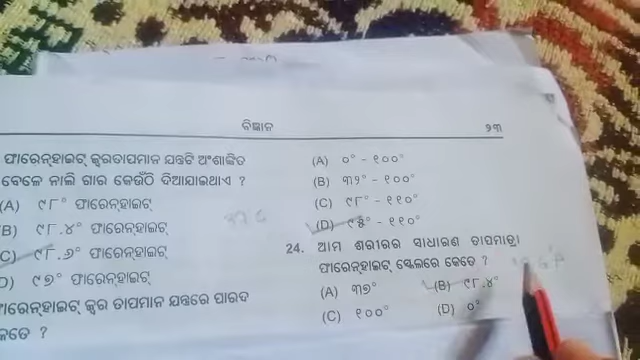 ବିଜ୍ଞାନ
୨୩
ଫାରେନ୍‌ହାଇଟ୍ ଜ୍ୱରତାପମାନ ଯନ୍ତ୍ରଟି ଅଂଶାଙ୍କିତ
ବେଳେ ନାଲି ଗାର କେଉଁଠି ଦିଆଯାଇଥାଏ ?
(A) ୯୮° ଫାରେନ୍‌ହାଇଟ୍
(B) ୯୮.୪° ଫାରେନ୍‌ହାଇଟ୍
(C) ୯୮.୬° ଫାରେନ୍‌ହାଇଟ୍
(D) ୯୭° ଫାରେନ୍‌ହାଇଟ୍
ଫାରେନ୍‌ହାଇଟ୍ ଜ୍ୱର ତାପମାନ ଯନ୍ତ୍ରରେ ପାରଦ
କେତେ ?
(A) ୦° - ୧୦୦°
(B) ୩୨° - ୧୦୦°
(C) ୯୮° - ୧୧୦°
(D) ୯୫° - ୧୧୦°
24. ଆମ ଶରୀରର ସାଧାରଣ ତାପମାତ୍ରା
ଫାରେନ୍‌ହାଇଟ୍ ସ୍କେଲରେ କେତେ ?
(A) ୩୭° (B) ୯୮.୪°
(C) ୧୦୦° (D) ୦°